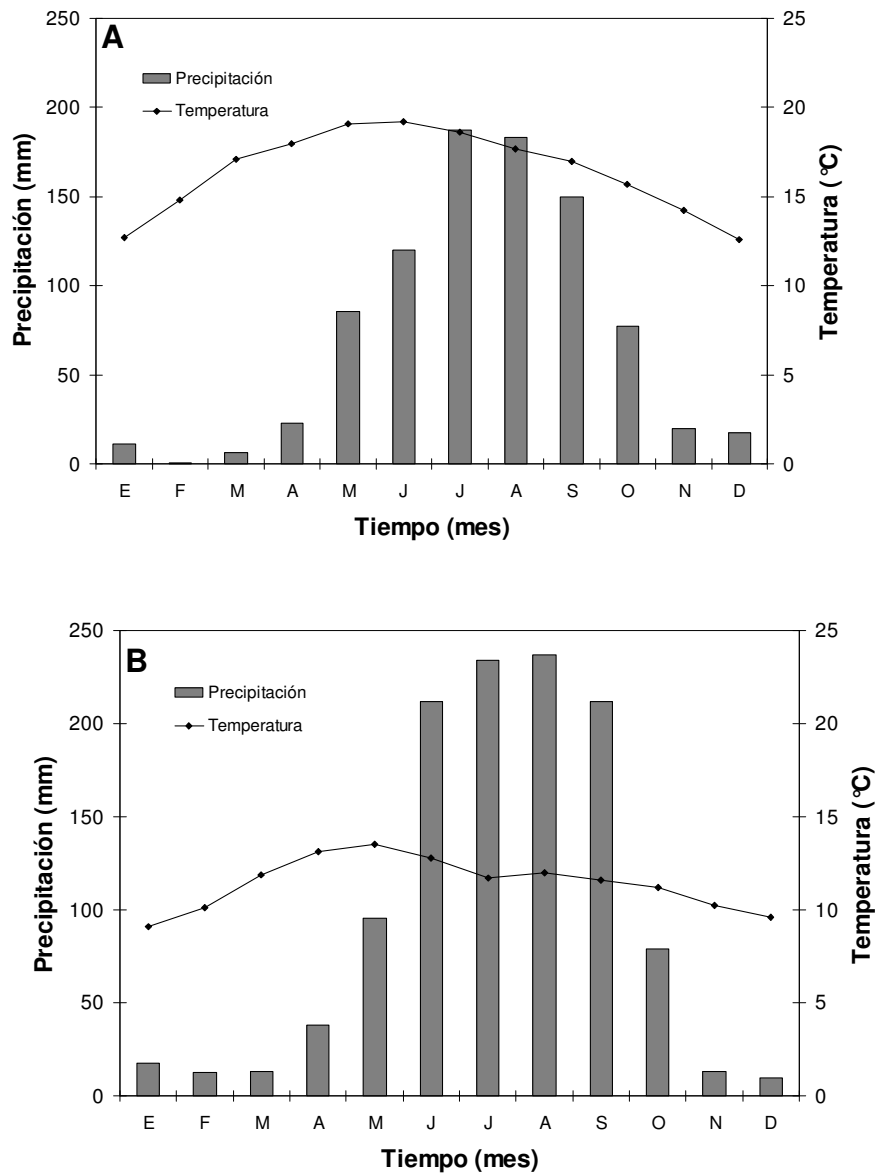 A
Precipitación
Temperatura
250
200
150
100
50
0
Precipitación (mm)
25
20
15
10
5
0
Temperatura (°C)
E F M A M J J A S O N D
Tiempo (mes)
B
Precipitación
Temperatura
250
200
150
100
50
0
Precipitación (mm)
25
20
15
10
5
0
Temperatura (°C)
E F M A M J J A S O N D
Tiempo (mes)